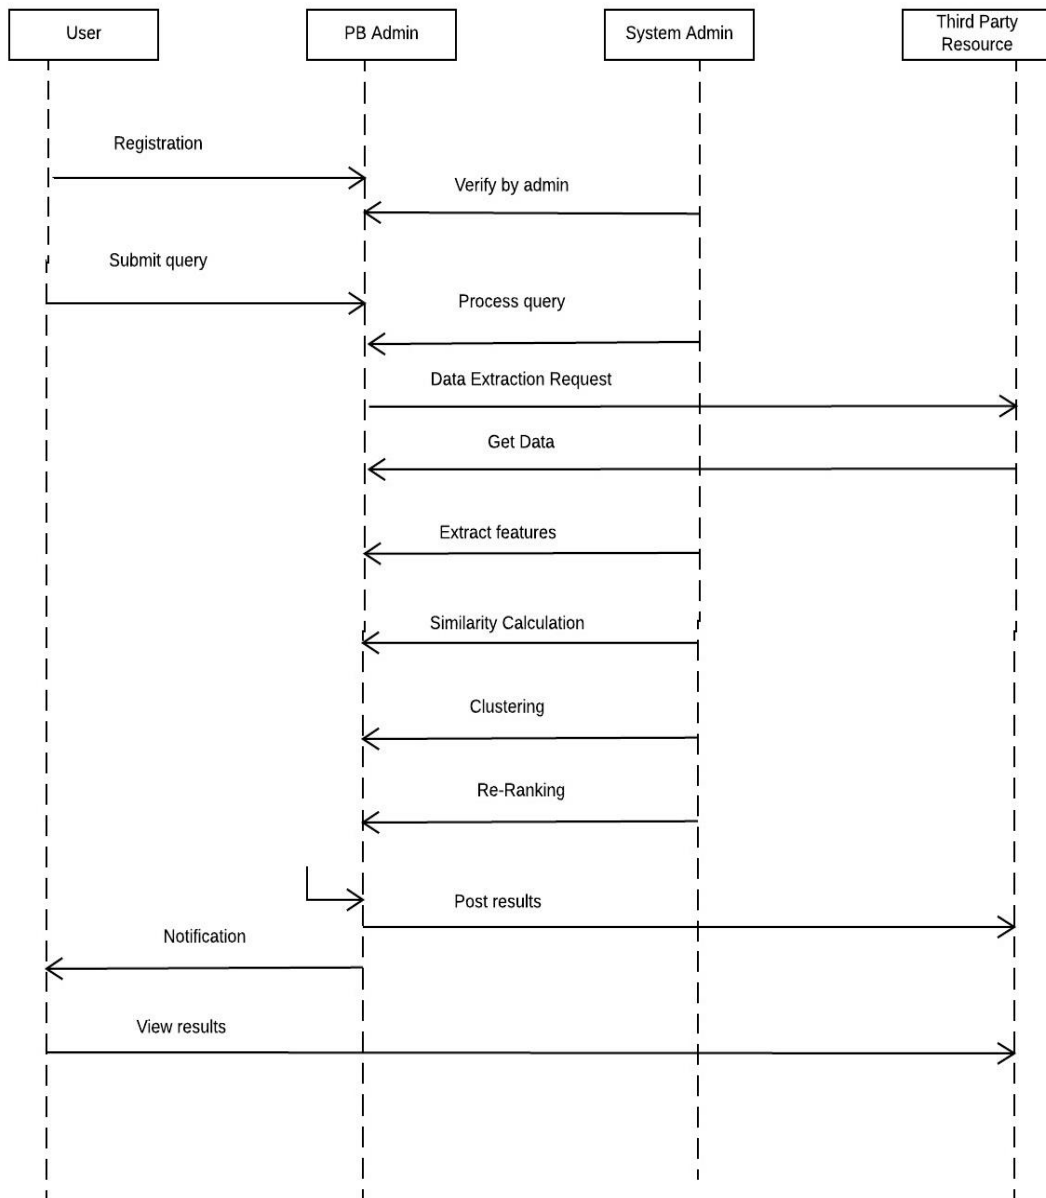 User
PB Admin
System Admin
Third Party
Resource
Registration
Verify by admin
Submit query
Process query
Data Extraction Request
Get Data
Extract features
Similarity Calculation
Clustering
Re-Ranking
Post results
Notification
View results